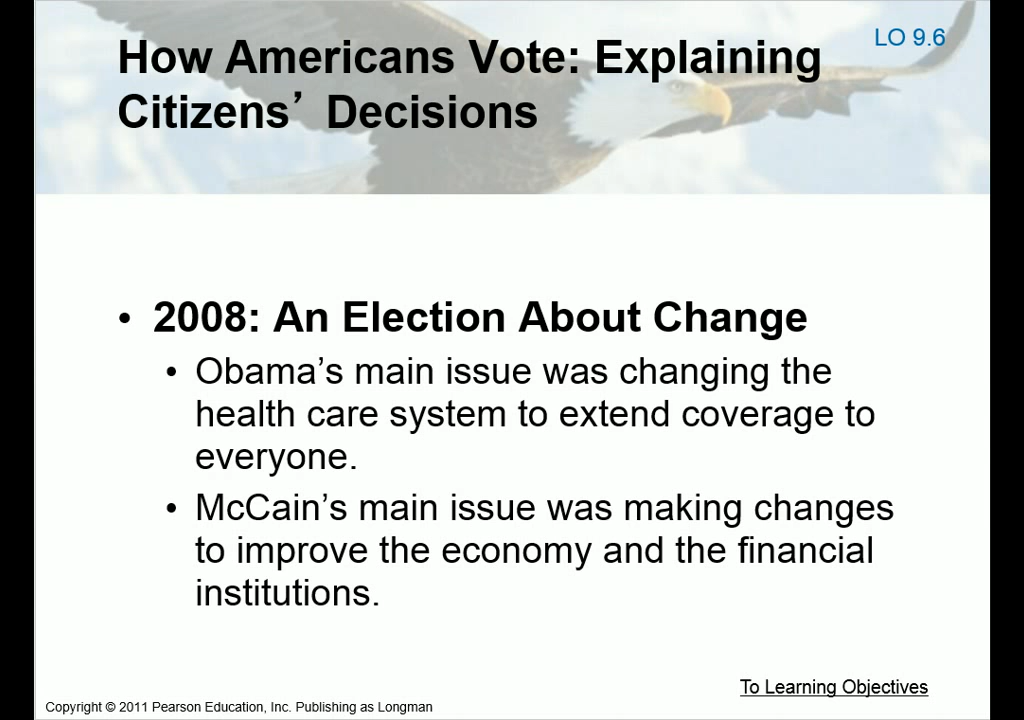 How Americans Vote: Explaining
Citizens’ Decisions
LO 9.6
• 2008: An Election About Change
• Obama’s main issue was changing the
health care system to extend coverage to
everyone.
• McCain’s main issue was making changes
to improve the economy and the financial
institutions.
To Learning Objectives
Copyright © 2011 Pearson Education, Inc. Publishing as Longman